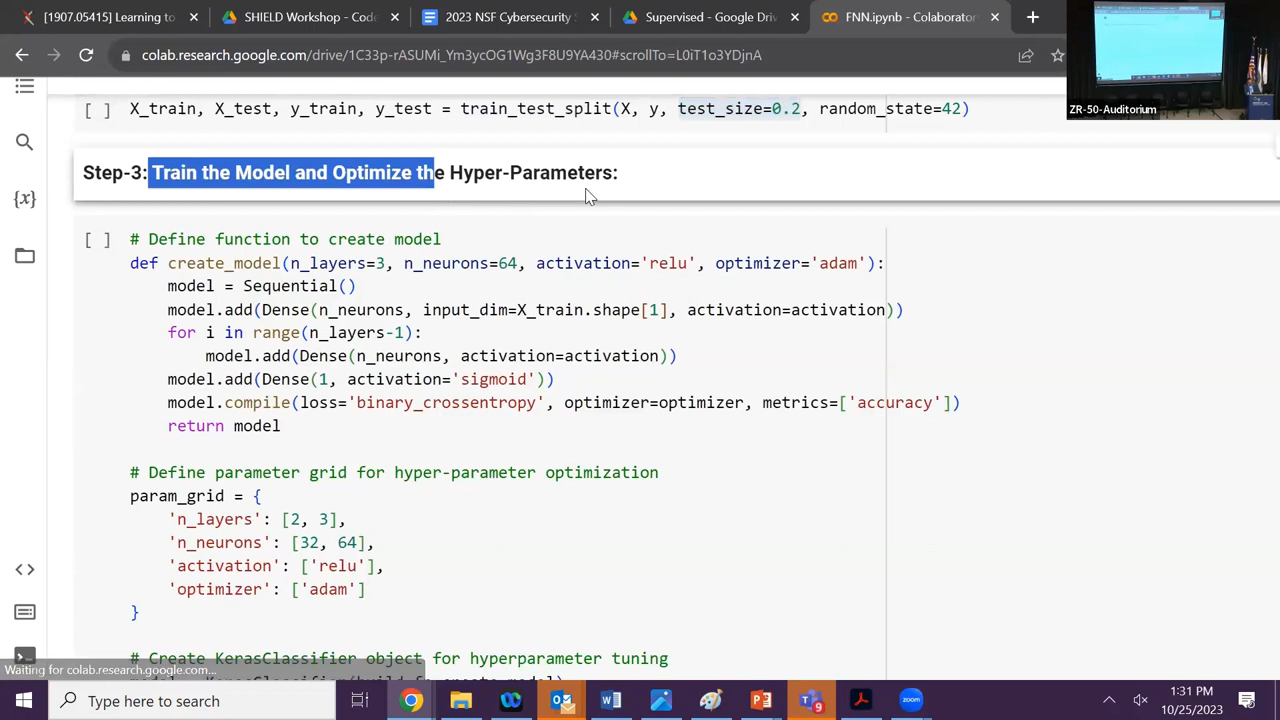 [1907.05415] Learning to
SHIELD Workshop - Code
Human Cybersecurity
Supervised - Google Driv
FNN.ipynb - Colaborator
colab.research.google.com/drive/1C33p-rASUMi_YmsycOG1Wg3F8U9YA430#scrollTo=L0iT1o3YDjnA
ZR-50-Auditorium
[ ] X_train, X_test, y_train, y_test = train_test_split(X, y, test_size=0.2, random_state=42)
Step-3: Train the Model and Optimize the Hyper-Parameters:
{x}
[ ] # Define function to create model
def create_model(n_layers=3, n_neurons=64, activation='relu', optimizer='adam'):
model = Sequential()
model.add(Dense(n_neurons, input_dim=X_train.shape[1], activation=activation))
for i in range(n_layers-1):
model.add(Dense(n_neurons, activation=activation))
model.add(Dense(1, activation='sigmoid'))
model.compile(loss='binary_crossentropy', optimizer=optimizer, metrics=['accuracy'])
return model
# Define parameter grid for hyper-parameter optimization
param_grid = {
'n_layers': [2, 3],
'n_neurons': [32, 64],
'activation': ['relu'],
'optimizer': ['adam']
}
# Create KerasClassifier object for hyperparameter tuning
Waiting for colab.research.google.com...
Type here to search
9
1:31 PM
10/25/2023